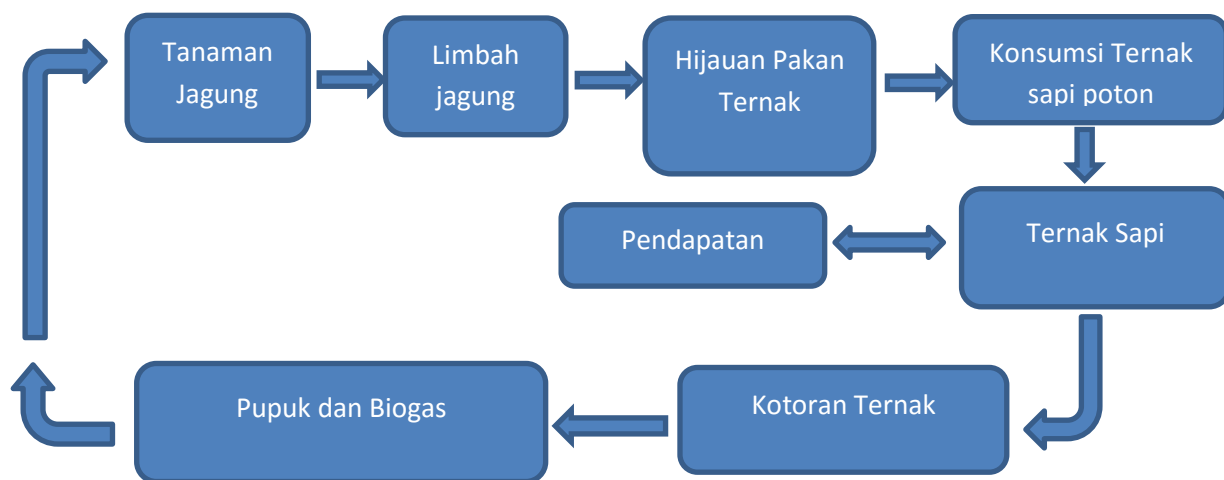 Tanaman
Jagung
Limbah
jagung
Hijauan Pakan
Ternak
Konsumsi Ternak
sapi poton
Pendapatan
Ternak Sapi
Pupuk dan Biogas
Kotoran Ternak